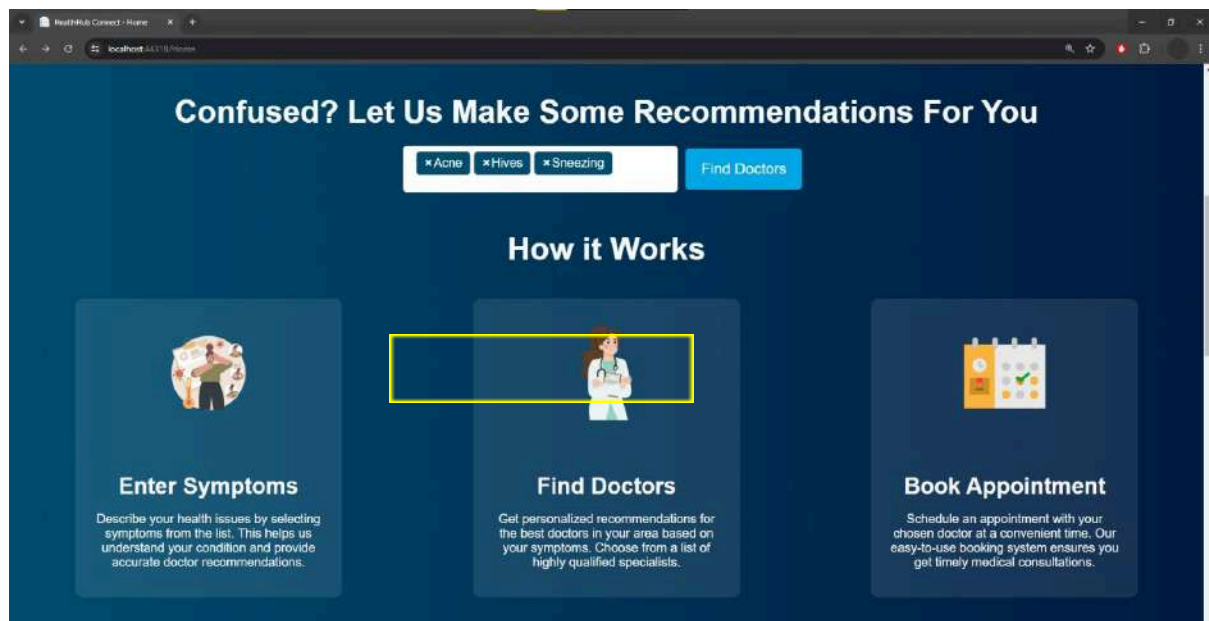 HealthHub Connect - Home
localhost:44318/Home
Confused? Let Us Make Some Recommendations For You
×Acne ×Hives ×Sneezing
Find Doctors
How it Works
Enter Symptoms
Describe your health issues by selecting
symptoms from the list. This helps us
understand your condition and provide
accurate doctor recommendations.
Find Doctors
Get personalized recommendations for
the best doctors in your area based on
your symptoms. Choose from a list of
highly qualified specialists.
Book Appointment
Schedule an appointment with your
chosen doctor at a convenient time. Our
easy-to-use booking system ensures you
get timely medical consultations.